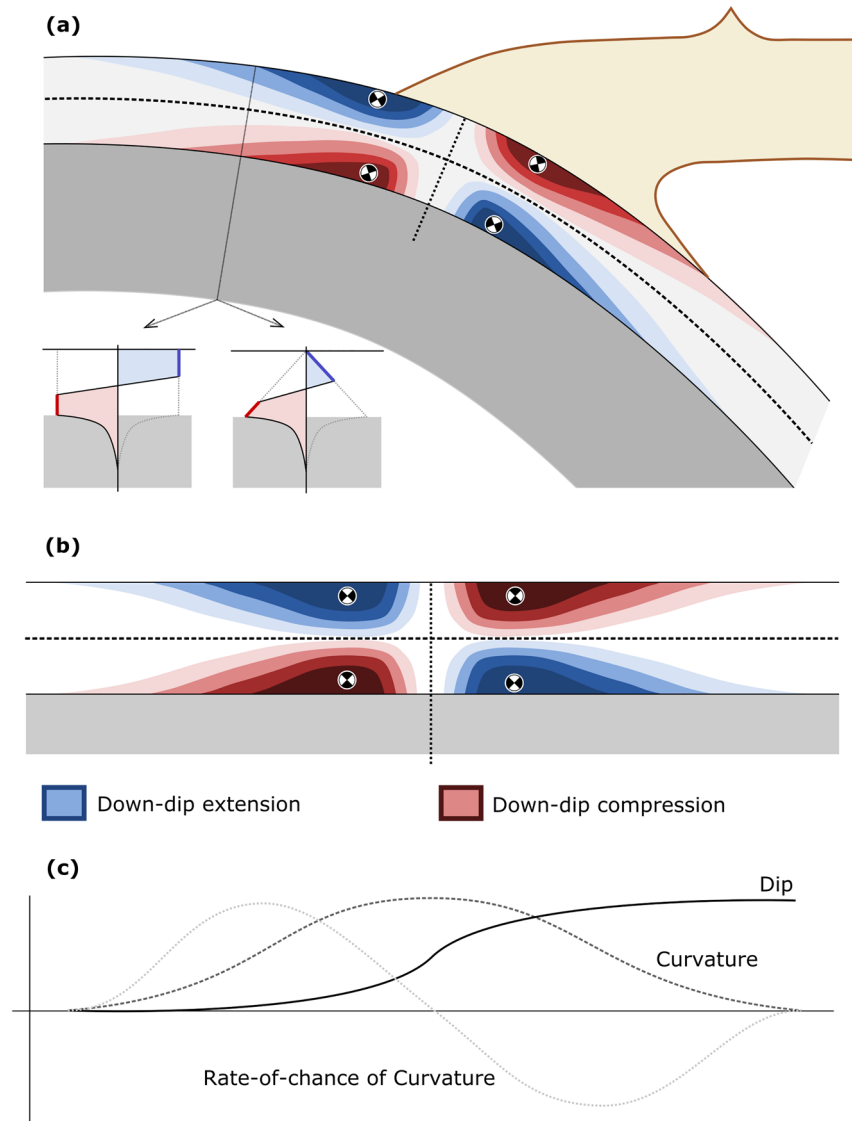 (a)
(b)
Down-dip extension
Down-dip compression
(c)
Dip
Curvature
Rate-of-chance of Curvature